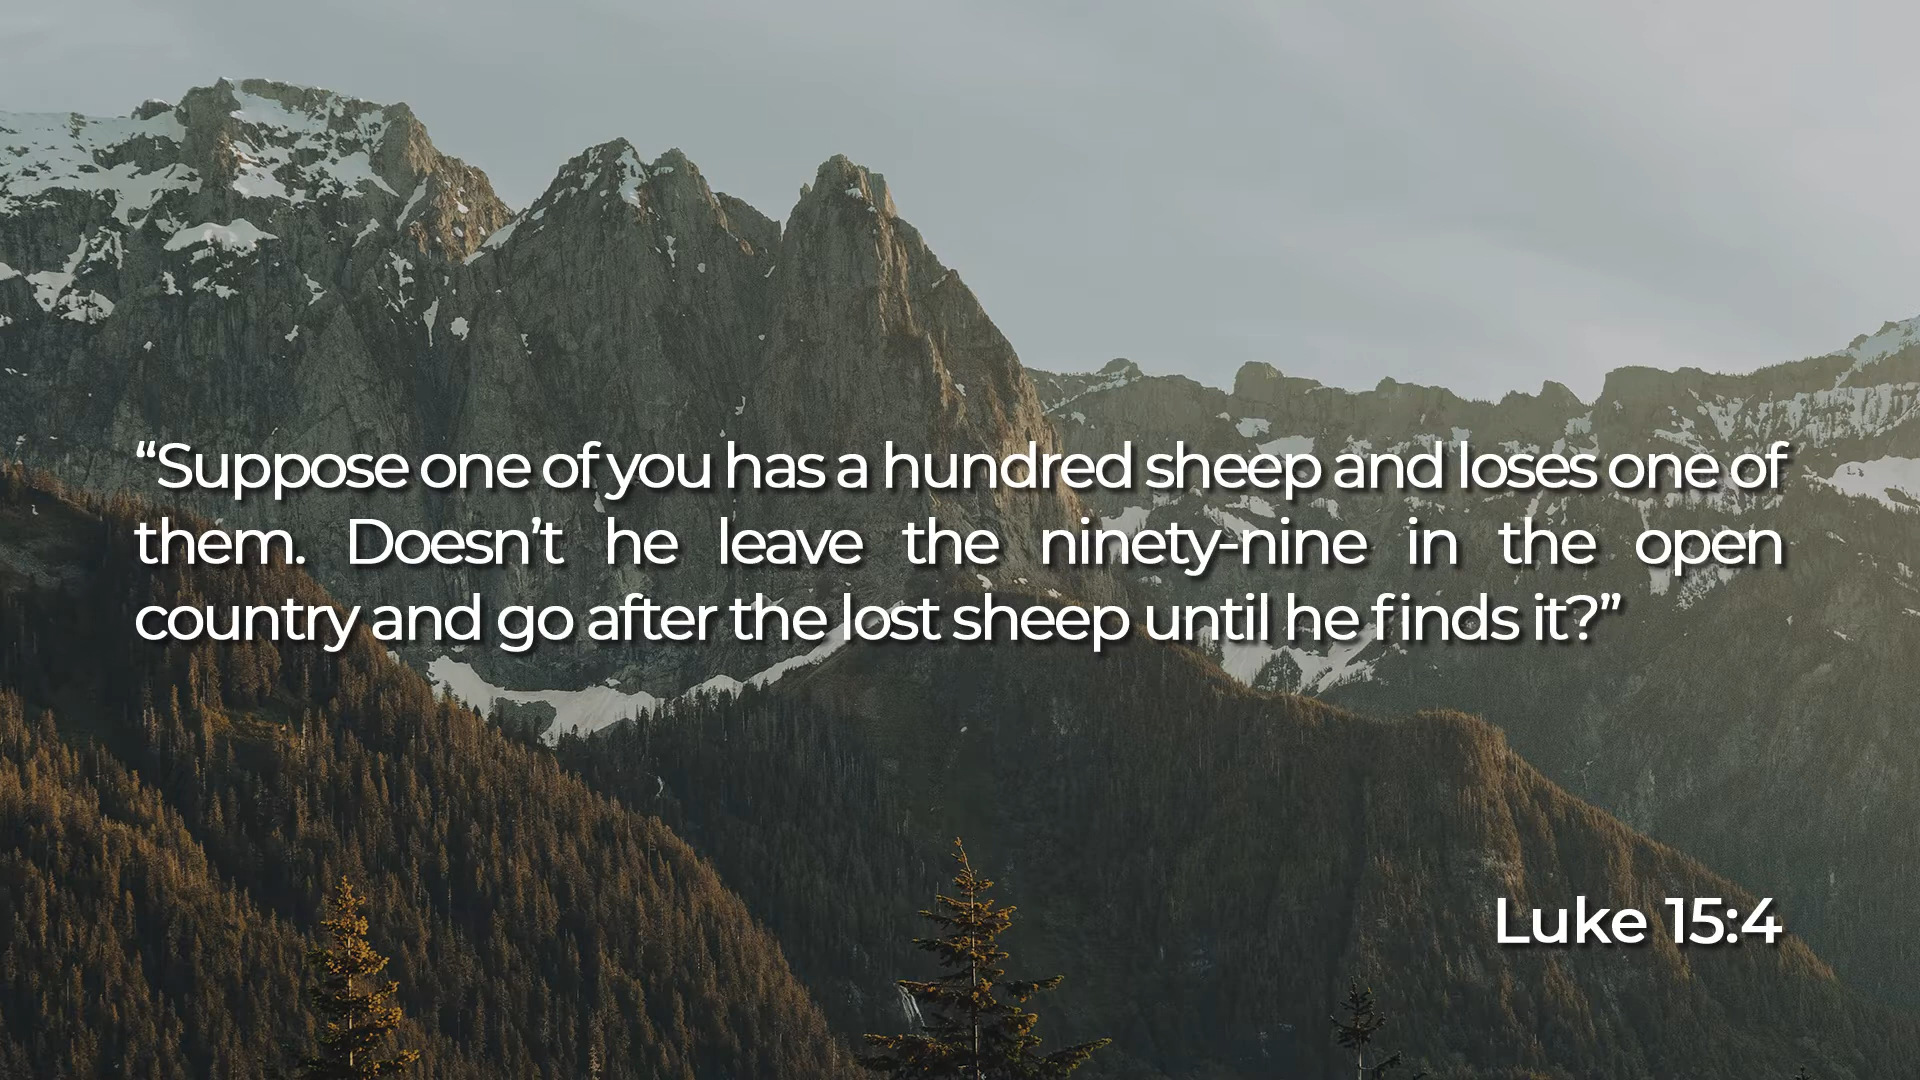 “Suppose one of you has a hundred sheep and loses one of
them. Doesn’t he leave the ninety-nine in the open
country and go after the lost sheep until he finds it?”
Luke 15:4